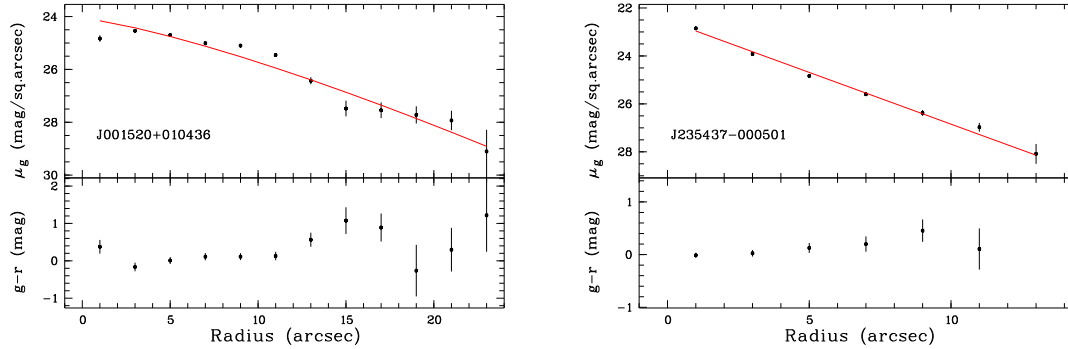 24
26
28
30
μg (mag/sq.arcsec)
J001520+010436
2
1
0
-1
g-r (mag)
0
5
10
15
20
Radius (arcsec)
22
24
26
28
μg (mag/sq.arcsec)
J235437-000501
1
0
-1
g-r (mag)
0
5
10
Radius (arcsec)